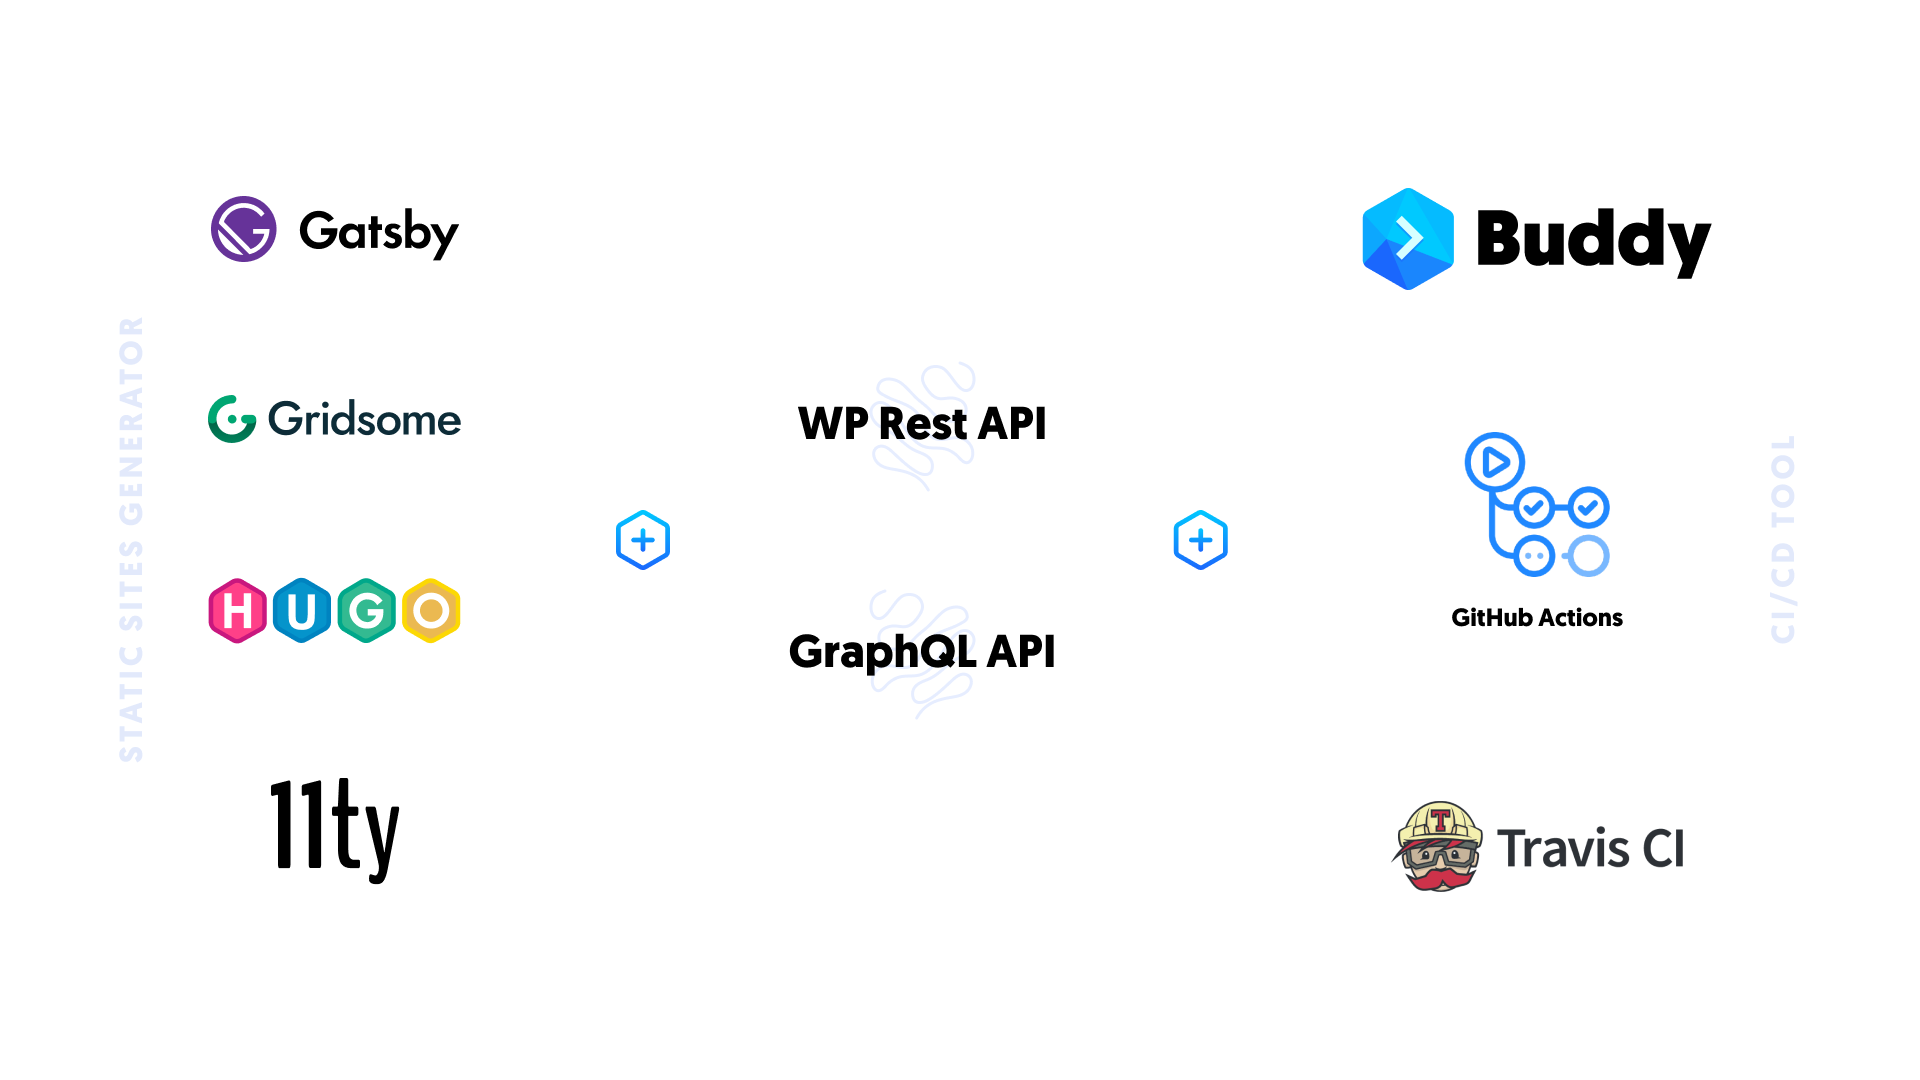 STATIC SITES GENERATOR
Gatsby
Gridsome
HUGO
11ty
WP Rest API
GraphQL API
Buddy
GitHub Actions
T
Travis CI
CI/CD TOOL